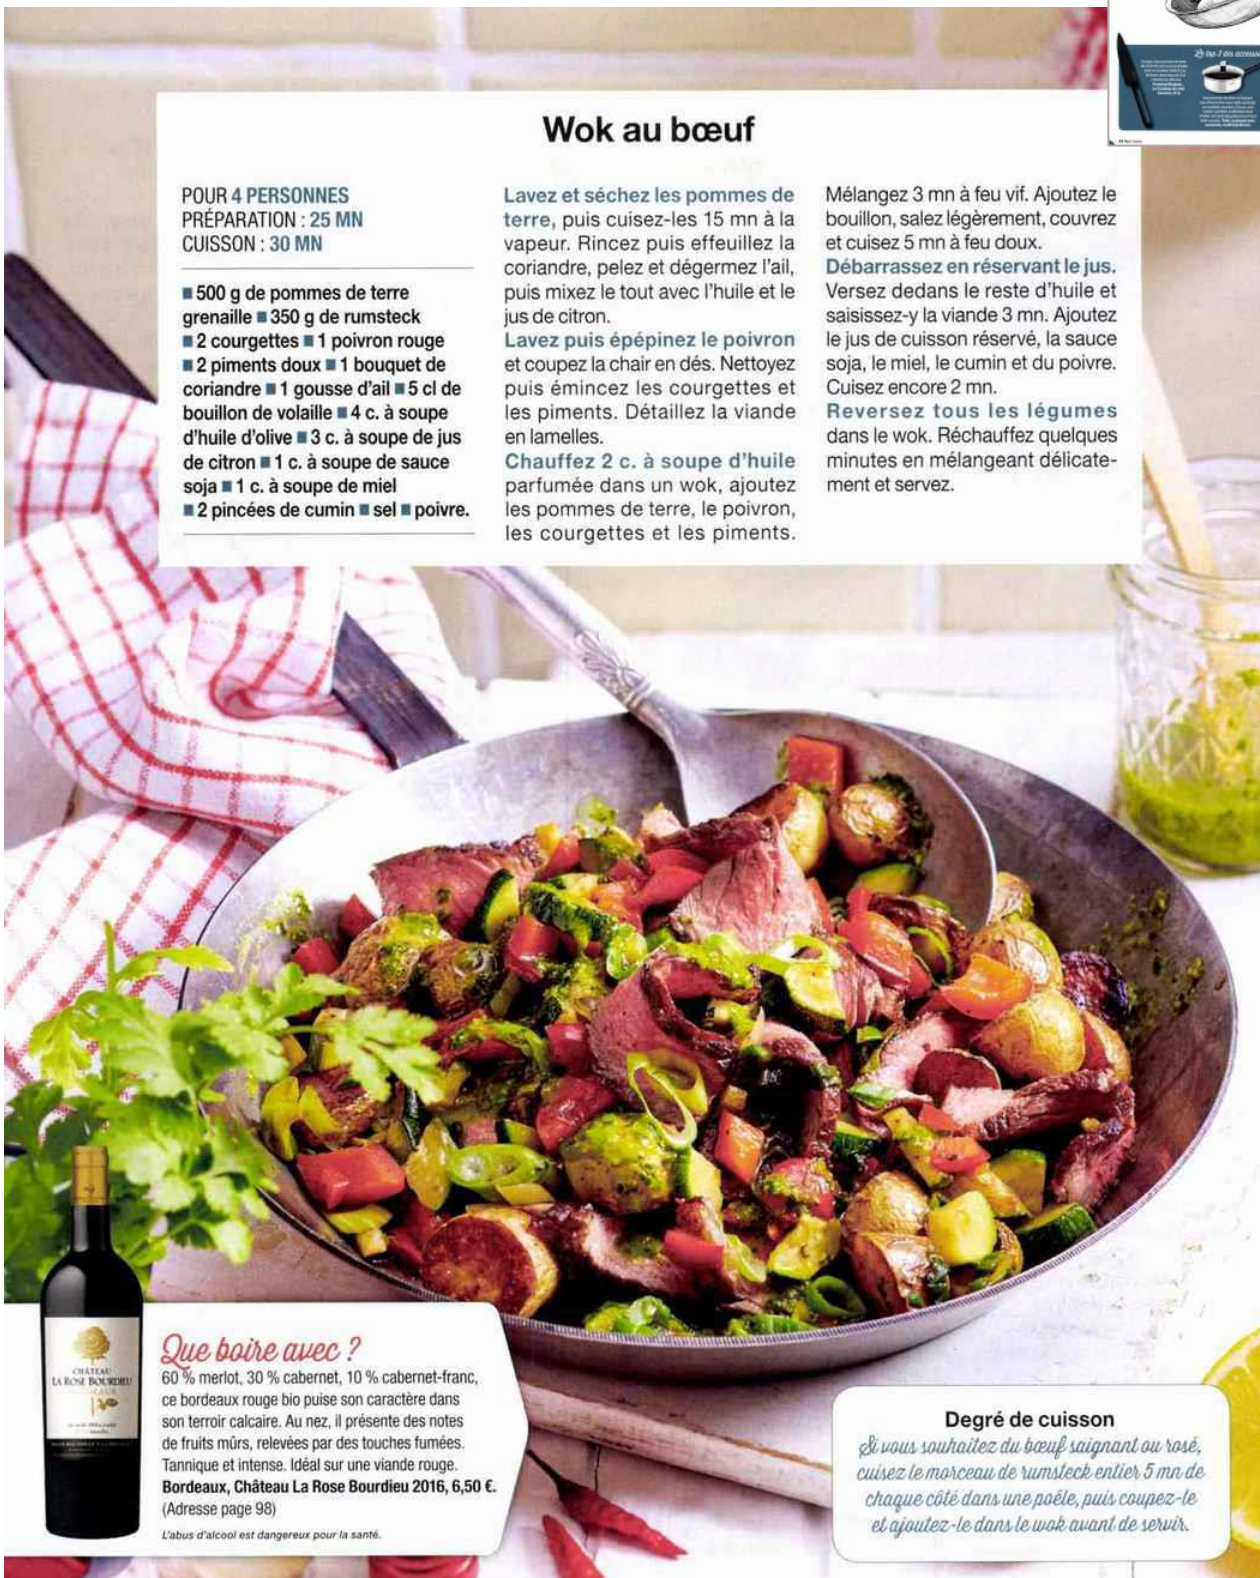 Le top 3 des accessoires
Wok au bœuf
POUR 4 PERSONNES
PRÉPARATION : 25 MN
CUISSON : 30 MN
■ 500 g de pommes de terre
grenaille ■ 350 g de rumsteck
■ 2 courgettes ■ 1 poivron rouge
■ 2 piments doux ■ 1 bouquet de
coriandre ■ 1 gousse d'ail ■ 5 cl de
bouillon de volaille ■ 4 c. à soupe
d'huile d'olive ■ 3 c. à soupe de jus
de citron ■ 1 c. à soupe de sauce
soja ■ 1 c. à soupe de miel
■ 2 pincées de cumin ■ sel ■ poivre.
Lavez et séchez les pommes de
terre, puis cuisez-les 15 mn à la
vapeur. Rincez puis effeuillez la
coriandre, pelez et dégermez l'ail,
puis mixez le tout avec l'huile et le
jus de citron.
Lavez puis épépinez le poivron
et coupez la chair en dés. Nettoyez
puis émincez les courgettes et
les piments. Détaillez la viande
en lamelles.
Chauffez 2 c. à soupe d'huile
parfumée dans un wok, ajoutez
les pommes de terre, le poivron,
les courgettes et les piments.
Mélangez 3 mn à feu vif. Ajoutez le
bouillon, salez légèrement, couvrez
et cuisez 5 mn à feu doux.
Débarrassez en réservant le jus.
Versez dedans le reste d'huile et
saisissez-y la viande 3 mn. Ajoutez
le jus de cuisson réservé, la sauce
soja, le miel, le cumin et du poivre.
Cuisez encore 2 mn.
Reversez tous les légumes
dans le wok. Réchauffez quelques
minutes en mélangeant délicate-
ment et servez.
CHÂTEAU
LA ROSE BOURDIEU
BORDEAUX
Que boire avec ?
60 % merlot, 30 % cabernet, 10 % cabernet-franc,
ce bordeaux rouge bio puise son caractère dans
son terroir calcaire. Au nez, il présente des notes
de fruits mûrs, relevées par des touches fumées.
Tannique et intense. Idéal sur une viande rouge.
Bordeaux, Château La Rose Bourdieu 2016, 6,50 €.
(Adresse page 98)
L'abus d'alcool est dangereux pour la santé.
Degré de cuisson
Si vous souhaitez du bœuf saignant ou rosé,
cuisez le morceau de rumsteck entier 5 mn de
chaque côté dans une poêle, puis coupez-le
et ajoutez-le dans le wok avant de servir.